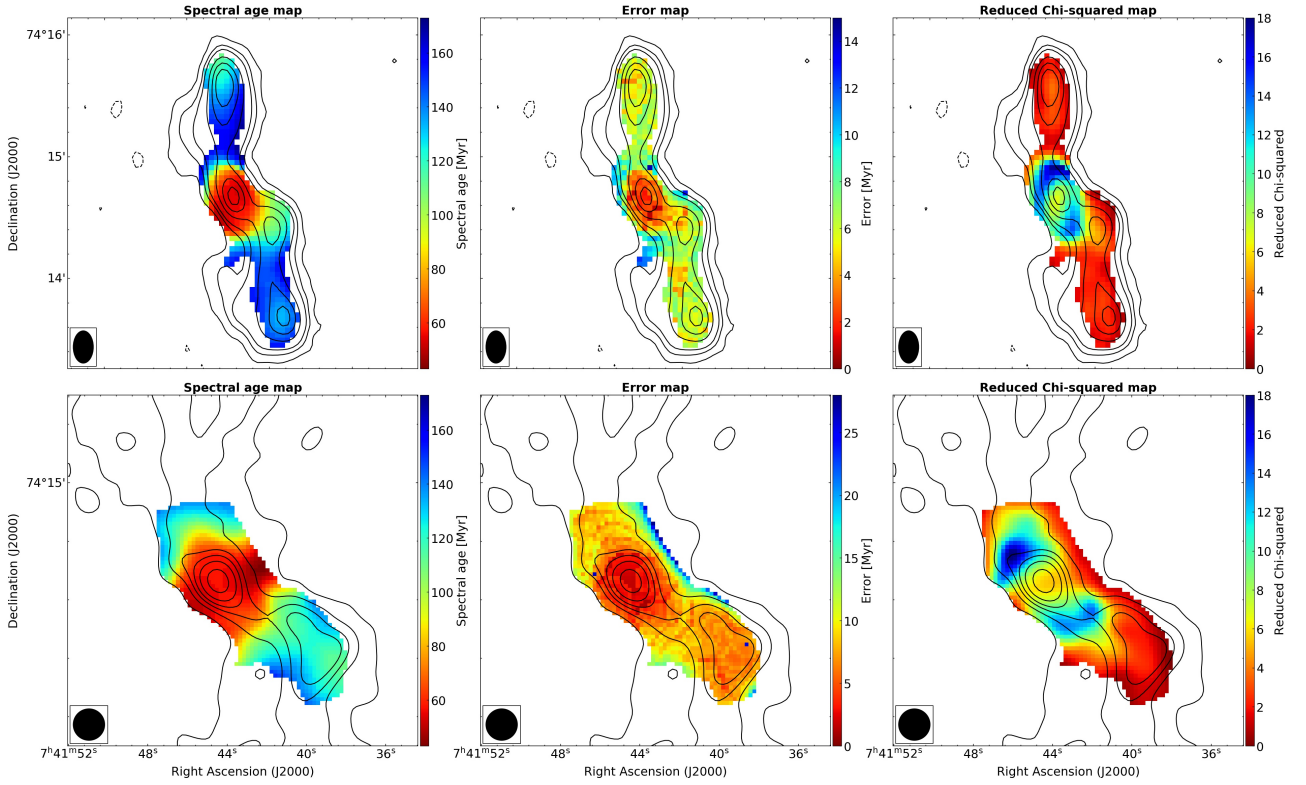 Spectral age map
Error map
Reduced Chi-squared map
74°16'
15'
14'
Declination (J2000)
160
140
120
100
80
60
Spectral age [Myr]
14
12
10
8
6
4
2
0
Error [Myr]
18
16
14
12
10
8
6
4
2
0
Reduced Chi-squared
Spectral age map
Error map
Reduced Chi-squared map
74°15'
Declination (J2000)
160
140
120
100
80
60
Spectral age [Myr]
25
20
15
10
5
0
Error [Myr]
18
16
14
12
10
8
6
4
2
0
Reduced Chi-squared
7ʰ41ᵐ52ˢ 48ˢ 44ˢ 40ˢ 36ˢ
7ʰ41ᵐ52ˢ 48ˢ 44ˢ 40ˢ 36ˢ
7ʰ41ᵐ52ˢ 48ˢ 44ˢ 40ˢ 36ˢ
Right Ascension (J2000)
Right Ascension (J2000)
Right Ascension (J2000)